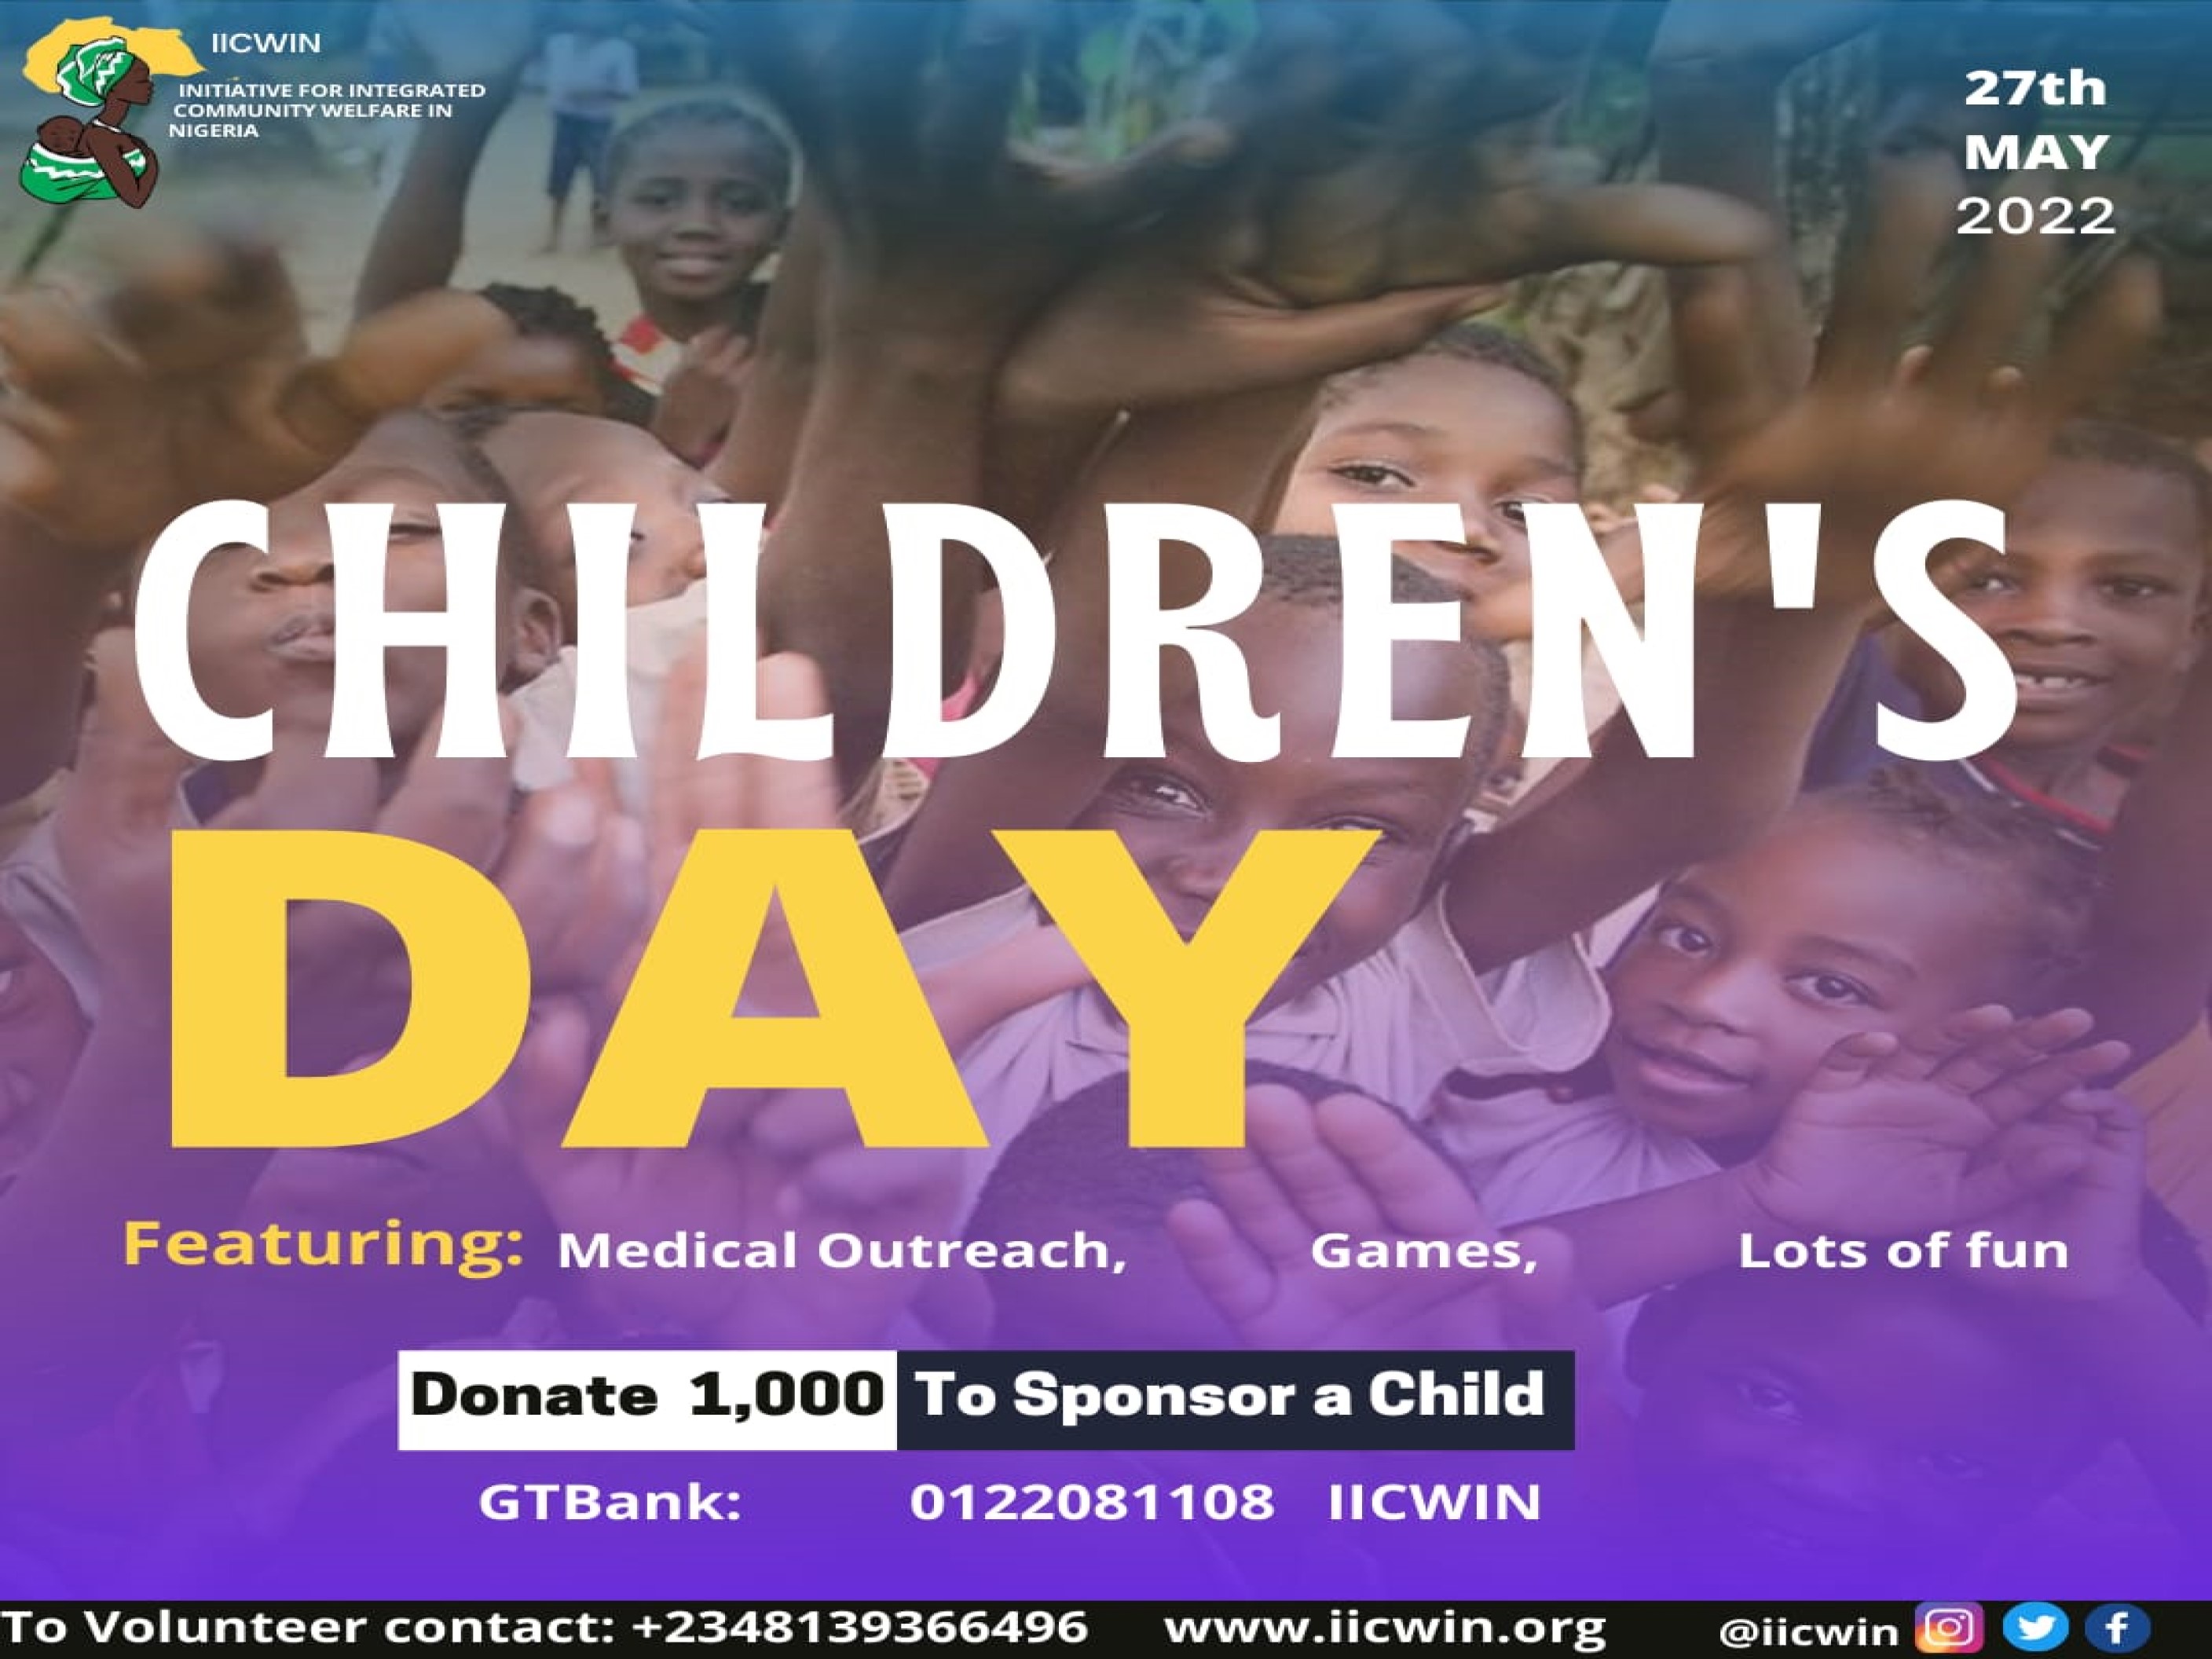 IICWIN
INITIATIVE FOR INTEGRATED
COMMUNITY WELFARE IN
NIGERIA
27th
MAY
2022
CHILDREN'S
DAY
Featuring: Medical Outreach, Games, Lots of fun
Donate 1,000 To Sponsor a Child
GTBank: 0122081108 IICWIN
To Volunteer contact: +2348139366496 www.iicwin.org @iicwin